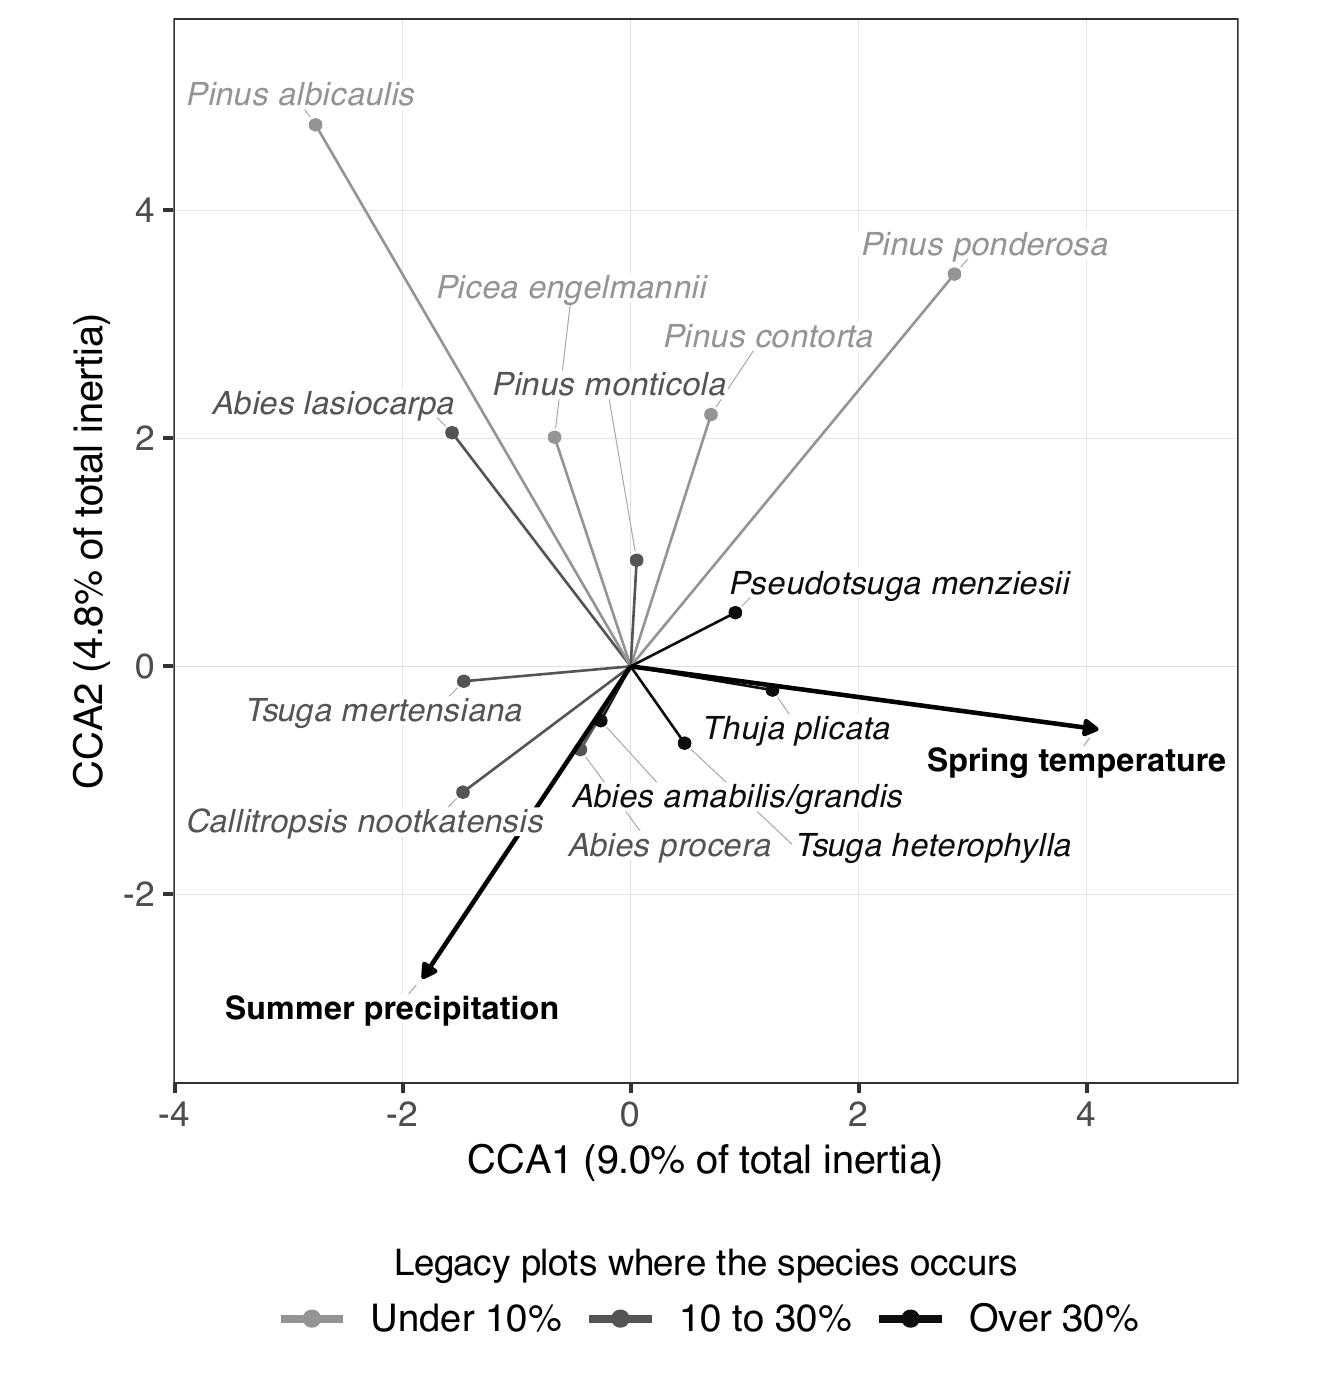 Pinus albicaulis
4
Pinus ponderosa
Picea engelmannii
Pinus contorta
Pinus monticola
Abies lasiocarpa
2
CCA2 (4.8% of total inertia)
Pseudotsuga menziesii
0
Tsuga mertensiana
Thuja plicata
Spring temperature
Abies amabilis/grandis
Callitropsis nootkatensis
Abies procera
Tsuga heterophylla
-2
Summer precipitation
-4 -2 0 2 4
CCA1 (9.0% of total inertia)
Legacy plots where the species occurs
Under 10% 10 to 30% Over 30%